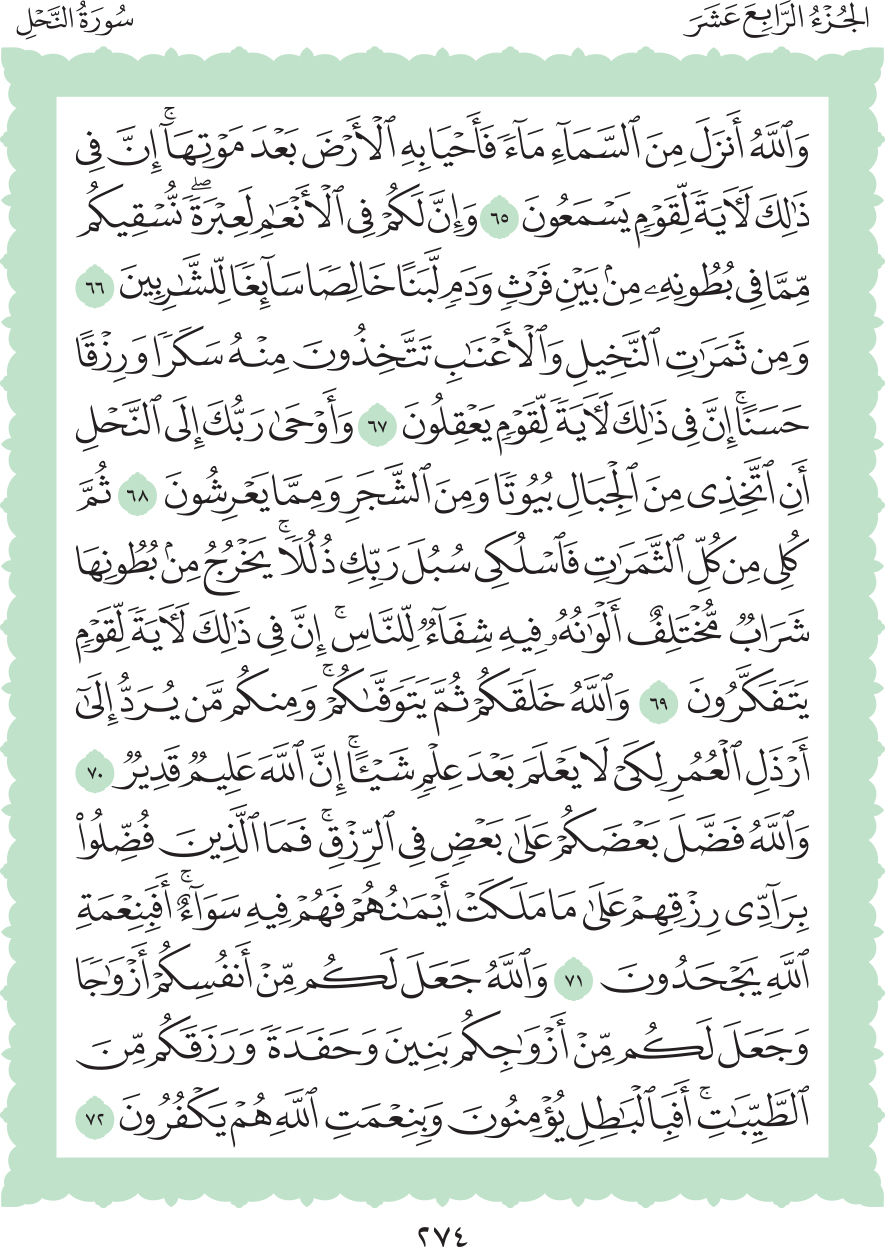 الجُزْءُ الرَّابِعَ عَشَرَ
سُورَةُ النَّحْلِ
وَٱللَّهُ أَنزَلَ مِنَ ٱلسَّمَآءِ مَآءٗ فَأَحۡيَا بِهِ ٱلۡأَرۡضَ بَعۡدَ مَوۡتِهَآۚ إِنَّ فِي
ذَٰلِكَ لَأٓيَةٗ لِّقَوۡمٖ يَسۡمَعُونَ ٦٥ وَإِنَّ لَكُمۡ فِي ٱلۡأَنۡعَٰمِ لَعِبۡرَةٗۖ نُّسۡقِيكُم
مِّمَّا فِي بُطُونِهِۦ مِنۢ بَيۡنِ فَرۡثٖ وَدَمٖ لَّبَنًا خَالِصٗا سَآئِغٗا لِّلشَّٰرِبِينَ ٦٦
وَمِن ثَمَرَٰتِ ٱلنَّخِيلِ وَٱلۡأَعۡنَٰبِ تَتَّخِذُونَ مِنۡهُ سَكَرٗا وَرِزۡقًا
حَسَنًاۚ إِنَّ فِي ذَٰلِكَ لَأٓيَةٗ لِّقَوۡمٖ يَعۡقِلُونَ ٦٧ وَأَوۡحَىٰ رَبُّكَ إِلَى ٱلنَّحۡلِ
أَنِ ٱتَّخِذِي مِنَ ٱلۡجِبَالِ بُيُوتٗا وَمِنَ ٱلشَّجَرِ وَمِمَّا يَعۡرِشُونَ ٦٨ ثُمَّ
كُلِي مِن كُلِّ ٱلثَّمَرَٰتِ فَٱسۡلُكِي سُبُلَ رَبِّكِ ذُلُلٗاۚ يَخۡرُجُ مِنۢ بُطُونِهَا
شَرَابٞ مُّخۡتَلِفٌ أَلۡوَٰنُهُۥ فِيهِ شِفَآءٞ لِّلنَّاسِۚ إِنَّ فِي ذَٰلِكَ لَأٓيَةٗ لِّقَوۡمٖ
يَتَفَكَّرُونَ ٦٩ وَٱللَّهُ خَلَقَكُمۡ ثُمَّ يَتَوَفَّىٰكُمۡۚ وَمِنكُم مَّن يُرَدُّ إِلَىٰٓ
أَرۡذَلِ ٱلۡعُمُرِ لِكَيۡ لَا يَعۡلَمَ بَعۡدَ عِلۡمٖ شَيۡـًٔاۚ إِنَّ ٱللَّهَ عَلِيمٞ قَدِيرٞ ٧٠
وَٱللَّهُ فَضَّلَ بَعۡضَكُمۡ عَلَىٰ بَعۡضٖ فِي ٱلرِّزۡقِۚ فَمَا ٱلَّذِينَ فُضِّلُواْ
بِرَآدِّي رِزۡقِهِمۡ عَلَىٰ مَا مَلَكَتۡ أَيۡمَٰنُهُمۡ فَهُمۡ فِيهِ سَوَآءٌۚ أَفَبِنِعۡمَةِ
ٱللَّهِ يَجۡحَدُونَ ٧١ وَٱللَّهُ جَعَلَ لَكُم مِّنۡ أَنفُسِكُمۡ أَزۡوَٰجٗا
وَجَعَلَ لَكُم مِّنۡ أَزۡوَٰجِكُم بَنِينَ وَحَفَدَةٗ وَرَزَقَكُم مِّنَ
ٱلطَّيِّبَٰتِۚ أَفَبِٱلۡبَٰطِلِ يُؤۡمِنُونَ وَبِنِعۡمَتِ ٱللَّهِ هُمۡ يَكۡفُرُونَ ٧٢
٢٧٤